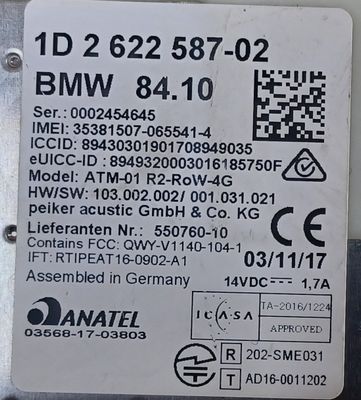 1D 2 622 587-02
BMW 84.10
Ser.: 0002454645
IMEI: 35381507-065541-4
ICCID: 89430301901708949035
eUICC-ID : 8949320003016185750F
Model: ATM-01 R2-RoW-4G
HW/SW: 103.002.002/ 001.031.021
peiker acustic GmbH & Co. KG
Lieferanten Nr.: 550760-10
Contains FCC: QWY-V1140-104-1
IFT: RTIPEAT16-0902-A1
03/11/17
Assembled in Germany
14VDC 1,7A
ANATEL
03568-17-03803
ICASA
TA-2016/1224
APPROVED
R 202-SME031
T AD16-0011202